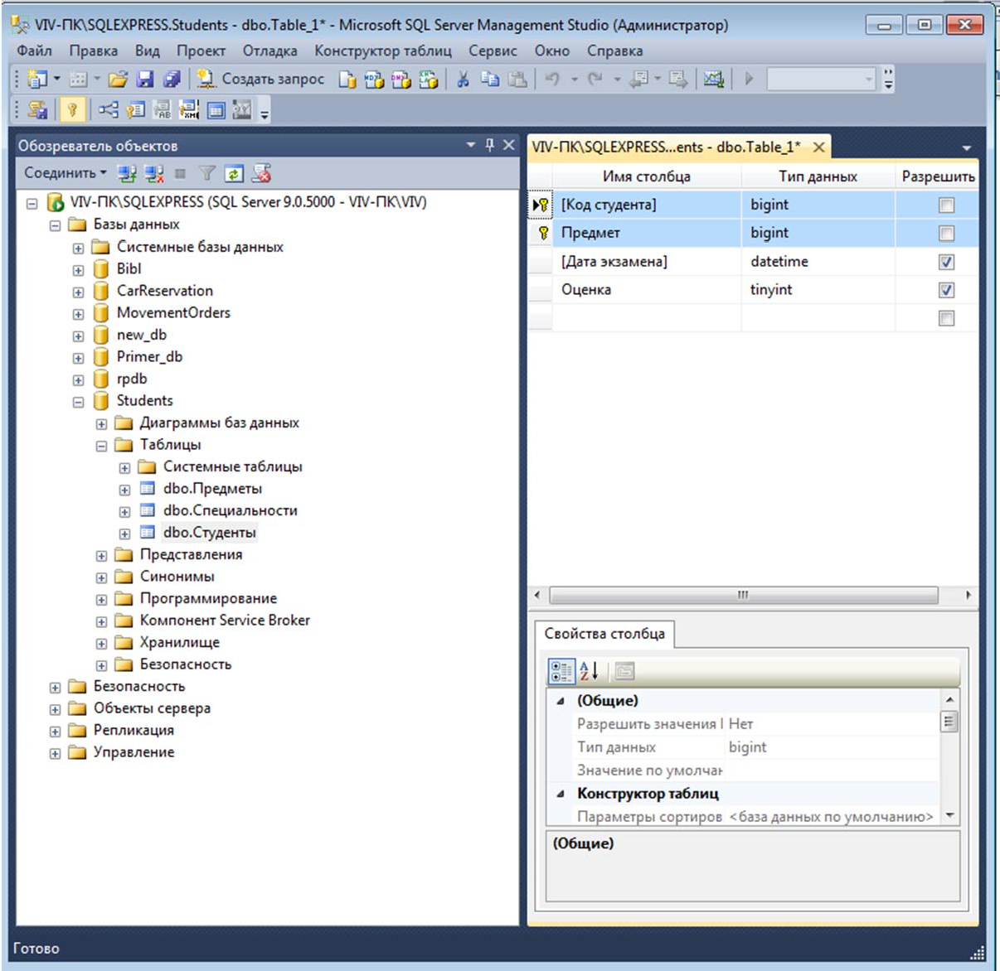 VIV-ПК\SQLEXPRESS.Students - dbo.Table_1* - Microsoft SQL Server Management Studio (Администратор)
Файл Правка Вид Проект Отладка Конструктор таблиц Сервис Окно Справка
Создать запрос
Обозреватель объектов
Соединить
VIV-ПК\SQLEXPRESS (SQL Server 9.0.5000 - VIV-ПК\VIV)
Базы данных
Системные базы данных
Bibl
CarReservation
MovementOrders
new_db
Primer_db
rpdb
Students
Диаграммы баз данных
Таблицы
Системные таблицы
dbo.Предметы
dbo.Специальности
dbo.Студенты
Представления
Синонимы
Программирование
Компонент Service Broker
Хранилище
Безопасность
Безопасность
Объекты сервера
Репликация
Управление
VIV-ПК\SQLEXPRESS...ents - dbo.Table_1*
Имя столбца Тип данных Разрешить
[Код студента] bigint
Предмет bigint
[Дата экзамена] datetime
Оценка tinyint
Свойства столбца
(Общие)
Разрешить значения Нет
Тип данных bigint
Значение по умолчан
Конструктор таблиц
Параметры сортиров <база данных по умолчанию>
(Общие)
Готово